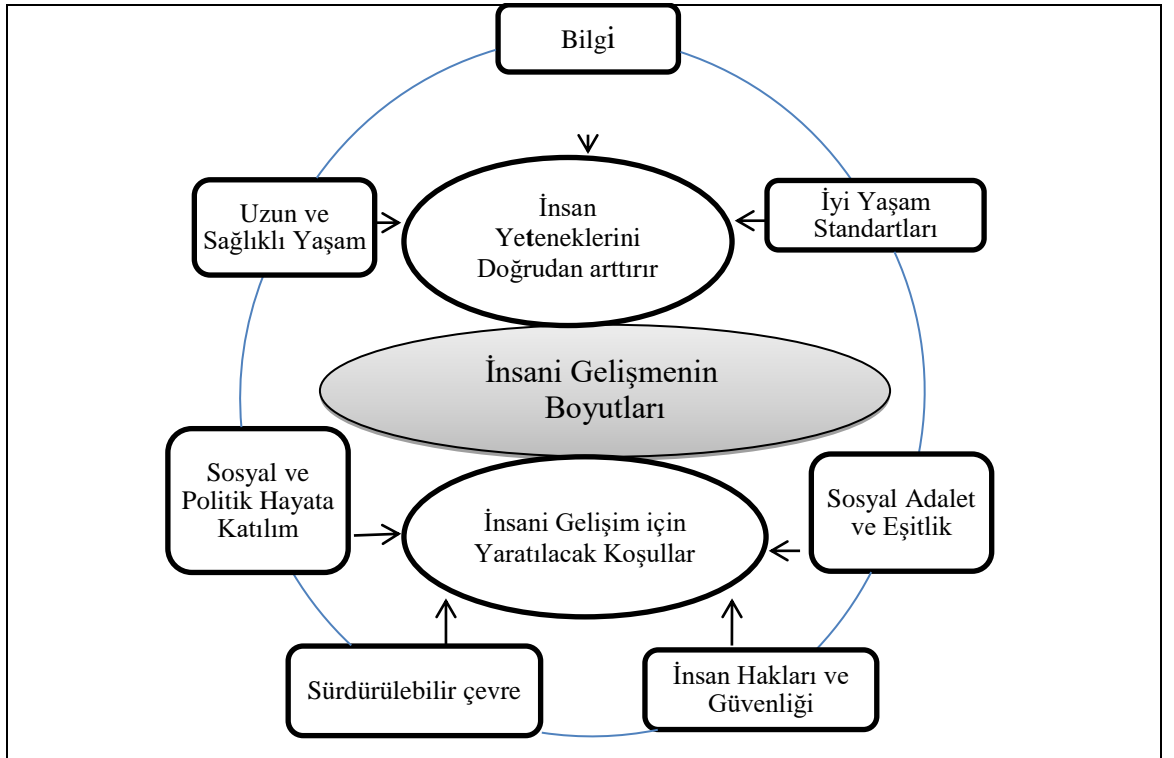 Bilgi
Uzun ve
Sağlıklı Yaşam
İnsan
Yeteneklerini
Doğrudan arttırır
İyi Yaşam
Standartları
İnsani Gelişmenin
Boyutları
Sosyal ve
Politik Hayata
Katılım
İnsani Gelişim için
Yaratılacak Koşullar
Sosyal Adalet
ve Eşitlik
Sürdürülebilir çevre
İnsan Hakları ve
Güvenliği